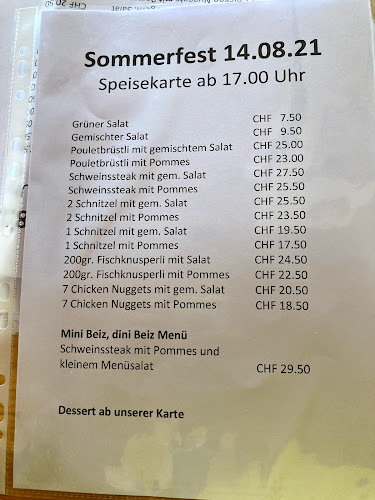 Sommerfest 14.08.21
Speisekarte ab 17.00 Uhr
Grüner Salat CHF 7.50
Gemischter Salat CHF 9.50
Pouletbrüstli mit gemischtem Salat CHF 25.00
Pouletbrüstli mit Pommes CHF 23.00
Schweinssteak mit gem. Salat CHF 27.50
Schweinssteak mit Pommes CHF 25.50
2 Schnitzel mit gem. Salat CHF 25.50
2 Schnitzel mit Pommes CHF 23.50
1 Schnitzel mit gem. Salat CHF 19.50
1 Schnitzel mit Pommes CHF 17.50
200gr. Fischknusperli mit Salat CHF 24.50
200gr. Fischknusperli mit Pommes CHF 22.50
7 Chicken Nuggets mit gem. Salat CHF 20.50
7 Chicken Nuggets mit Pommes CHF 18.50
Mini Beiz, dini Beiz Menü
Schweinssteak mit Pommes und
kleinem Menüsalat CHF 29.50
Dessert ab unserer Karte